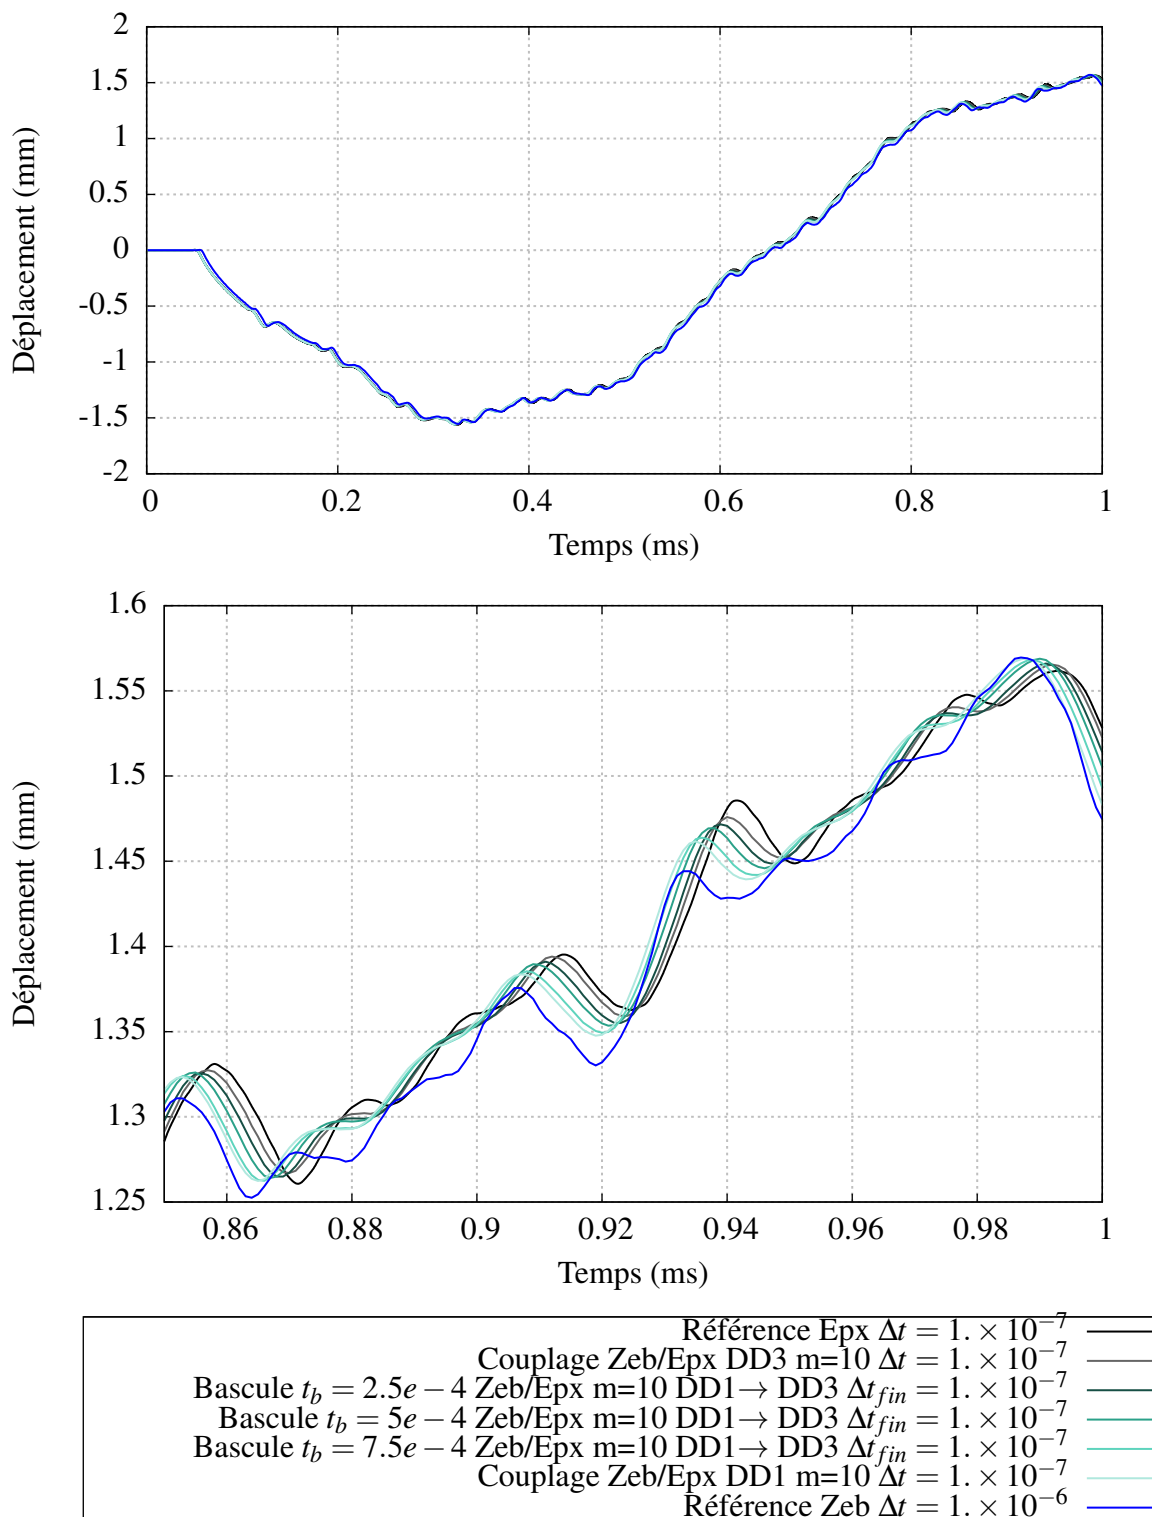 2
1.5
1
0.5
0
-0.5
-1
-1.5
-2
Déplacement (mm)
0 0.2 0.4 0.6 0.8 1
Temps (ms)
1.6
1.55
1.5
1.45
1.4
1.35
1.3
1.25
Déplacement (mm)
0.86 0.88 0.9 0.92 0.94 0.96 0.98 1
Temps (ms)
Référence Epx Δt = 1. × 10⁻⁷
Couplage Zeb/Epx DD3 m=10 Δt = 1. × 10⁻⁷
Bascule t_b = 2.5e − 4 Zeb/Epx m=10 DD1→ DD3 Δt_fin = 1. × 10⁻⁷
Bascule t_b = 5e − 4 Zeb/Epx m=10 DD1→ DD3 Δt_fin = 1. × 10⁻⁷
Bascule t_b = 7.5e − 4 Zeb/Epx m=10 DD1→ DD3 Δt_fin = 1. × 10⁻⁷
Couplage Zeb/Epx DD1 m=10 Δt = 1. × 10⁻⁷
Référence Zeb Δt = 1. × 10⁻⁶